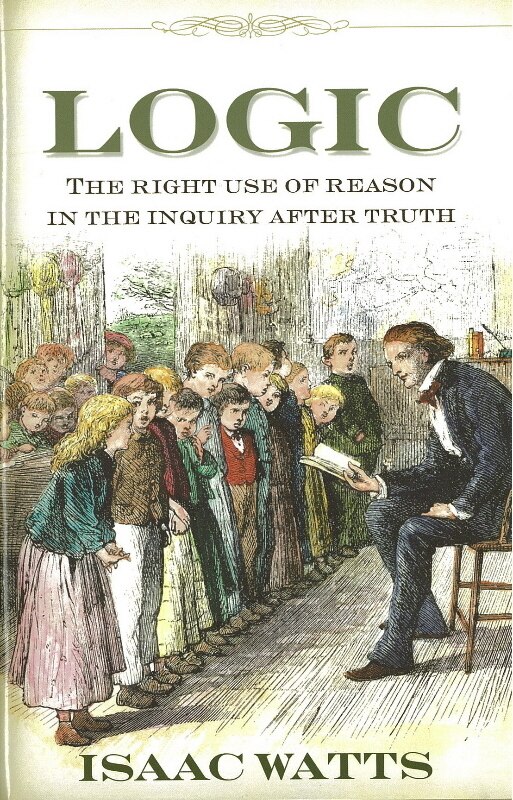 LOGIC
THE RIGHT USE OF REASON
IN THE INQUIRY AFTER TRUTH
ISAAC WATTS